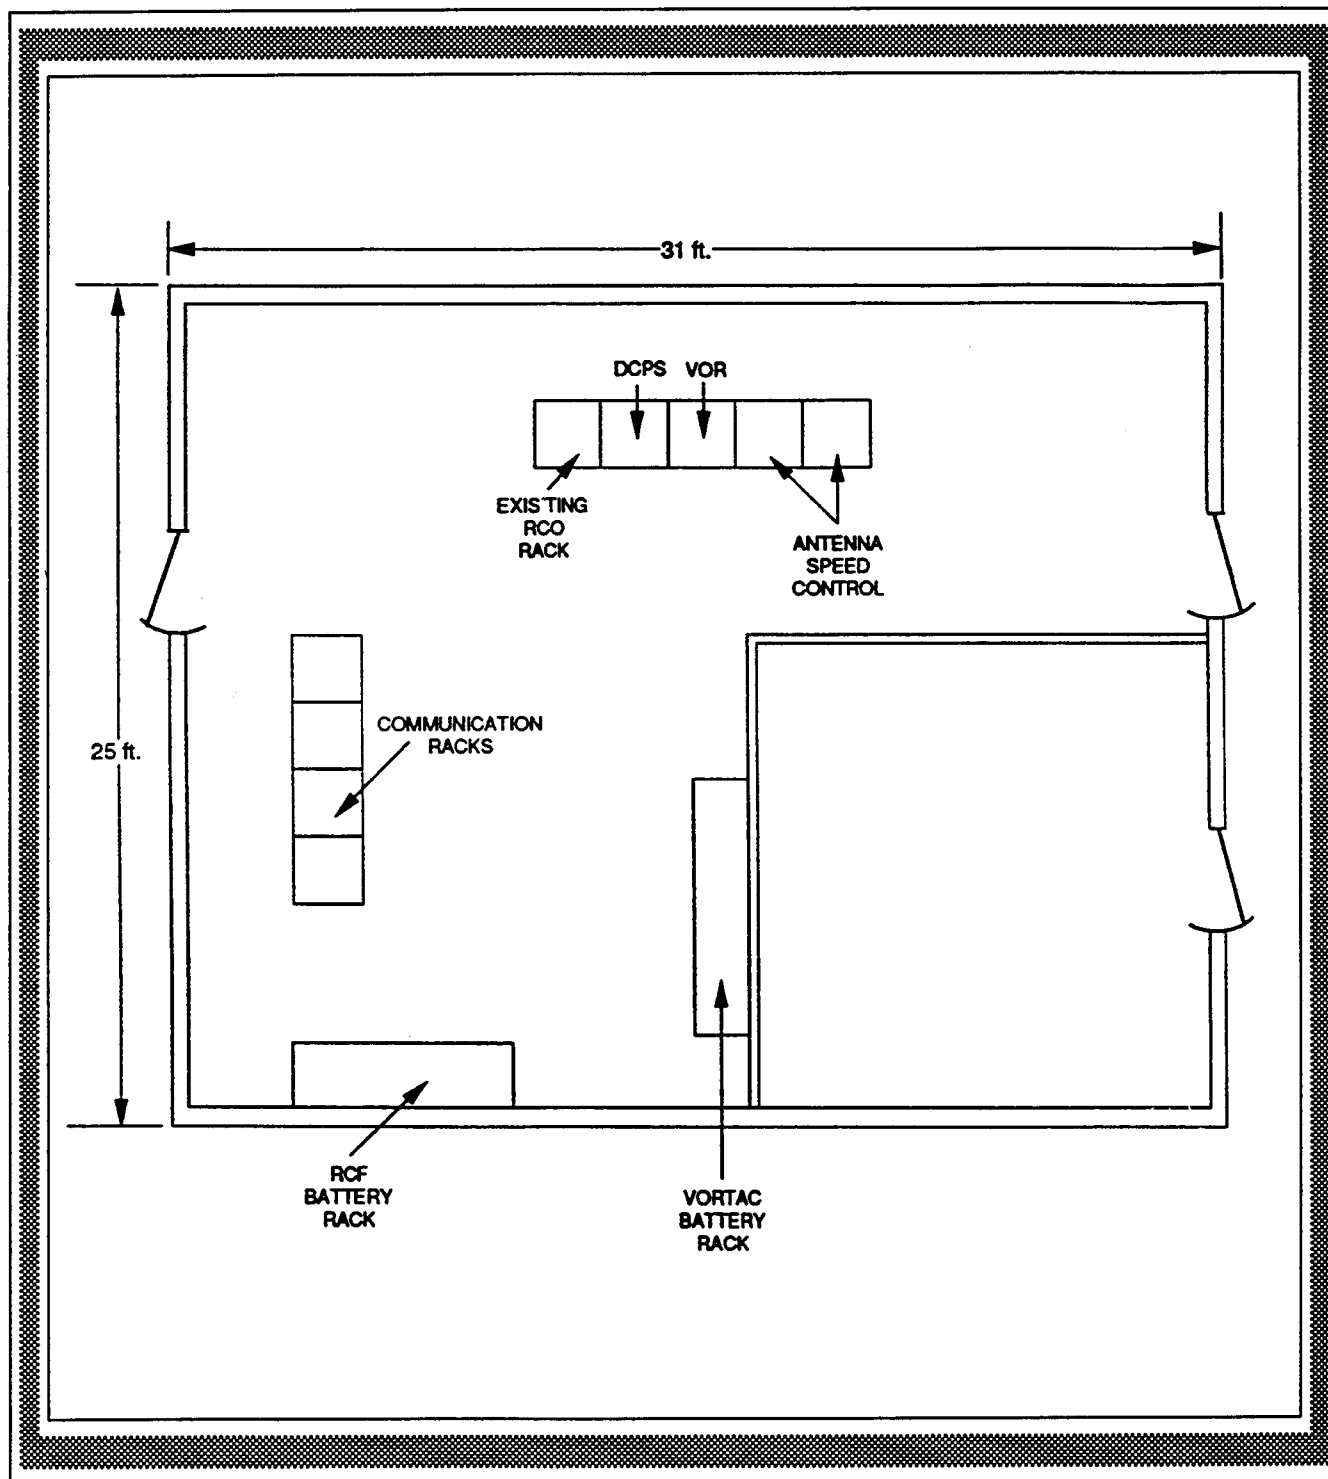 31 ft.
DCPS VOR
EXISTING
RCO
RACK
ANTENNA
SPEED
CONTROL
COMMUNICATION
RACKS
25 ft.
RCF
BATTERY
RACK
VORTAC
BATTERY
RACK